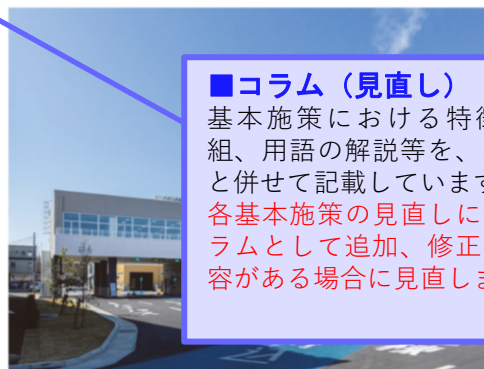 ■コラム（見直し）
基本施策における特
組、用語の解説等を、
と併せて記載しています
各基本施策の見直しに
ラムとして追加、修正
容がある場合に見直し